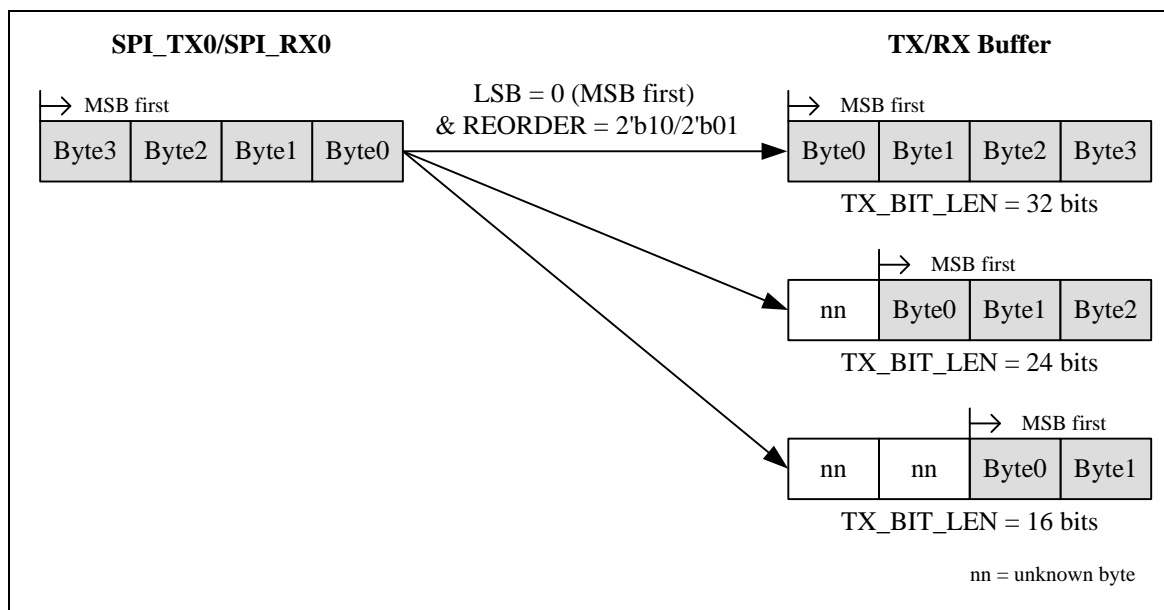 SPI_TX0/SPI_RX0
TX/RX Buffer
MSB first
LSB = 0 (MSB first)
& REORDER = 2'b10/2'b01
MSB first
Byte3 Byte2 Byte1 Byte0
Byte0 Byte1 Byte2 Byte3
TX_BIT_LEN = 32 bits
MSB first
nn Byte0 Byte1 Byte2
TX_BIT_LEN = 24 bits
MSB first
nn nn Byte0 Byte1
TX_BIT_LEN = 16 bits
nn = unknown byte